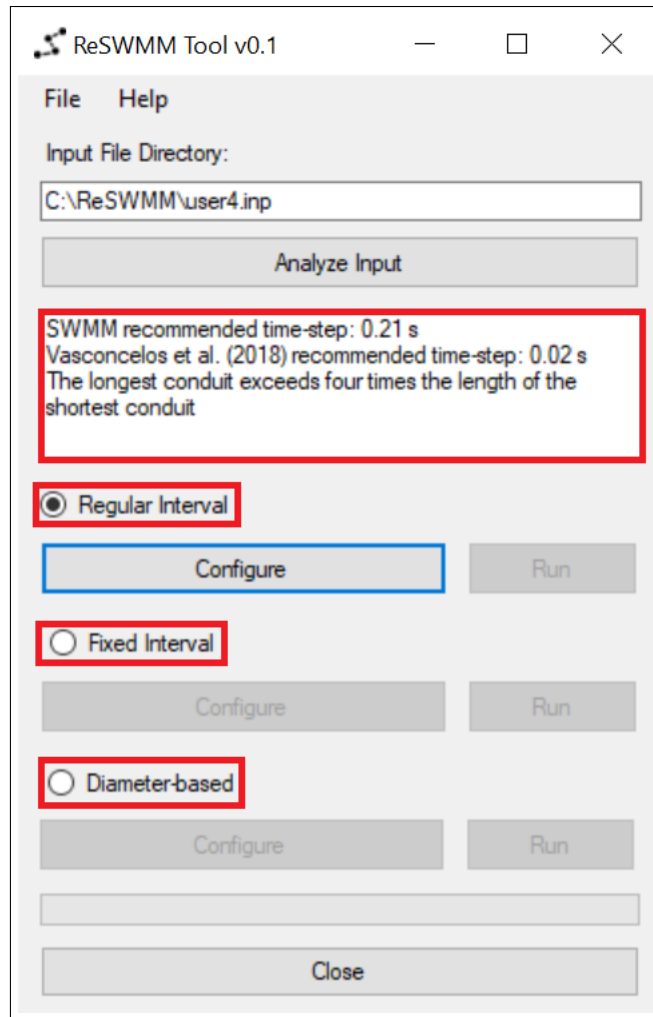 ReSWMM Tool v0.1
File Help
Input File Directory:
C:\ReSWMM\user4.inp
Analyze Input
SWMM recommended time-step: 0.21 s
Vasconcelos et al. (2018) recommended time-step: 0.02 s
The longest conduit exceeds four times the length of the
shortest conduit
Regular Interval
Configure Run
Fixed Interval
Configure Run
Diameter-based
Configure Run
Close